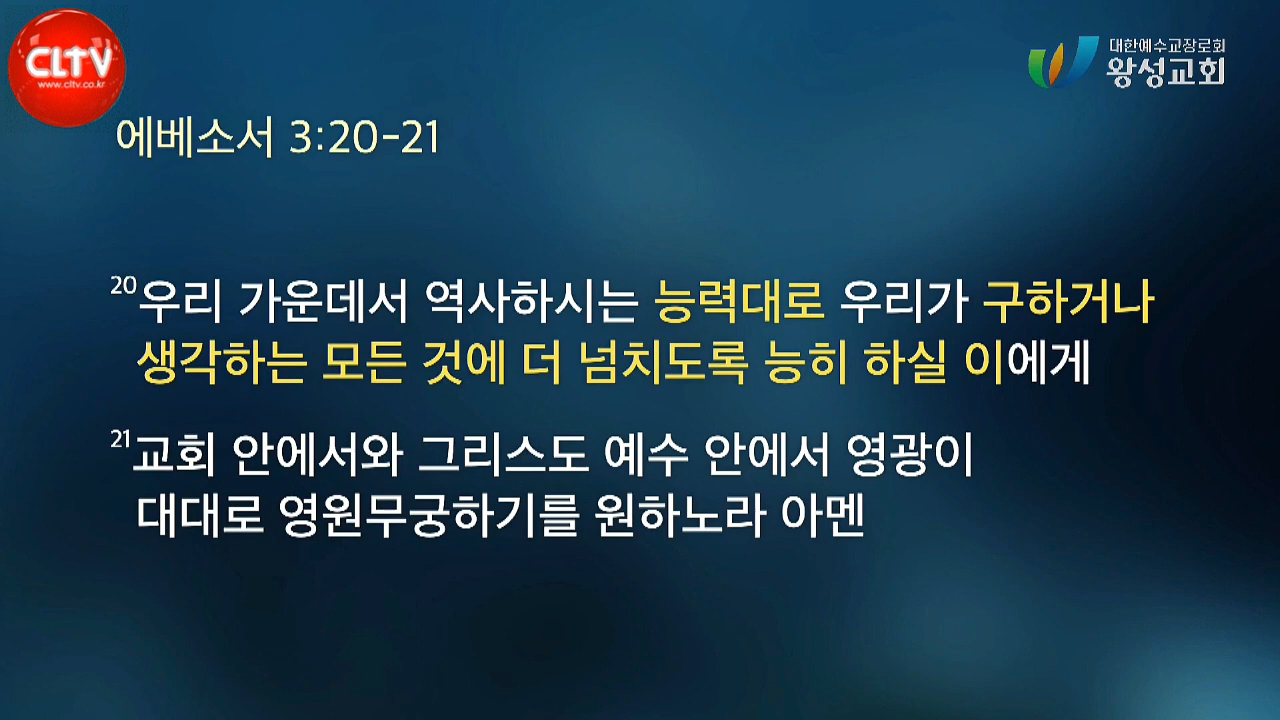 CLTV
www.cltv.co.kr
대한예수교장로회
왕성교회
에베소서 3:20-21
20우리 가운데서 역사하시는 능력대로 우리가 구하거나
생각하는 모든 것에 더 넘치도록 능히 하실 이에게
21교회 안에서와 그리스도 예수 안에서 영광이
대대로 영원무궁하기를 원하노라 아멘